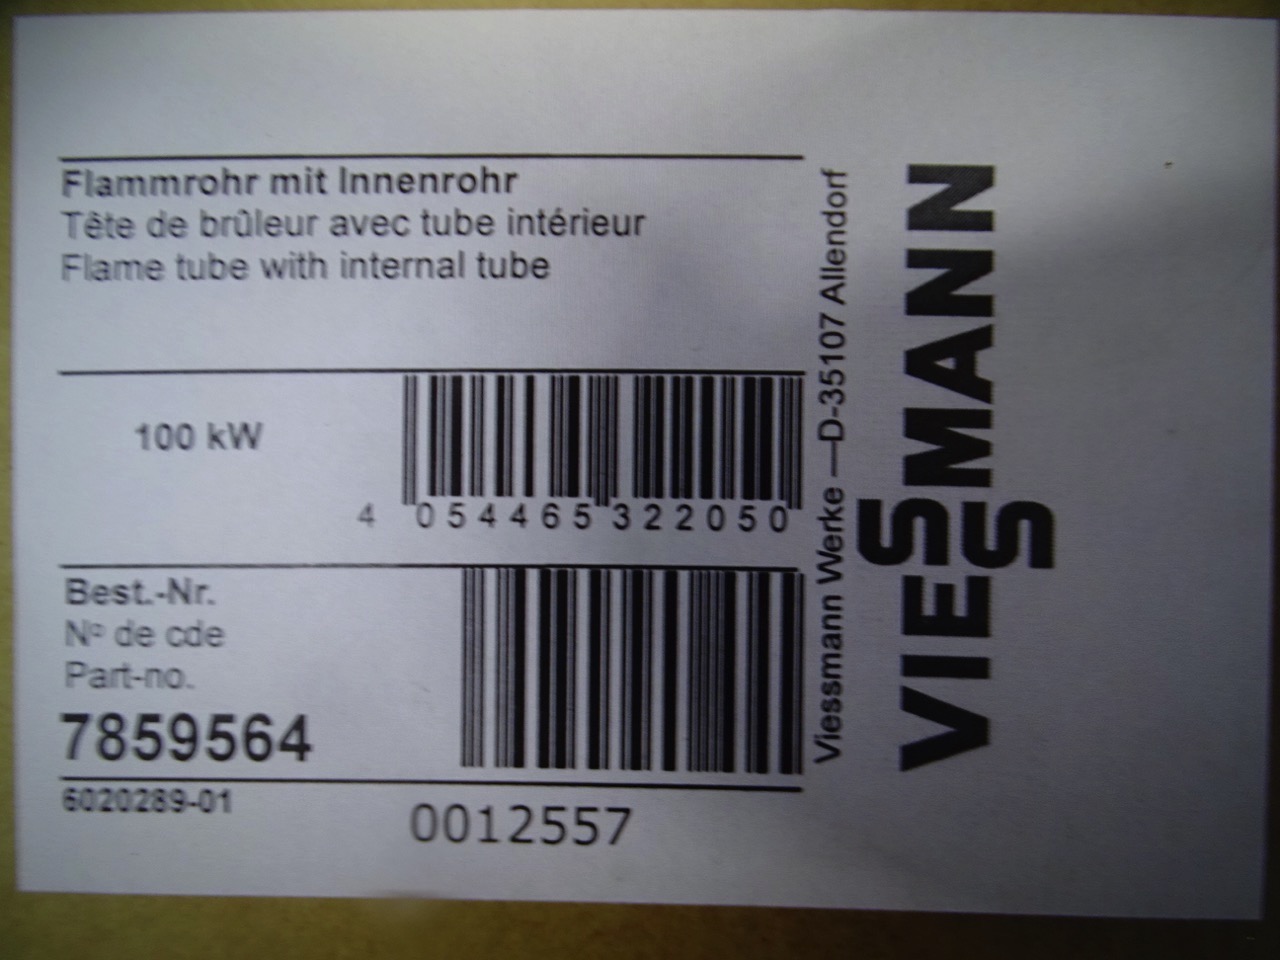 Flammrohr mit Innenrohr
Tête de brûleur avec tube intérieur
Flame tube with internal tube
100 kW
4 054465 322050
Best.-Nr.
Nº de cde
Part-no.
7859564
6020289-01
0012557
Viessmann Werke —D-35107 Allendorf
VIESSMANN